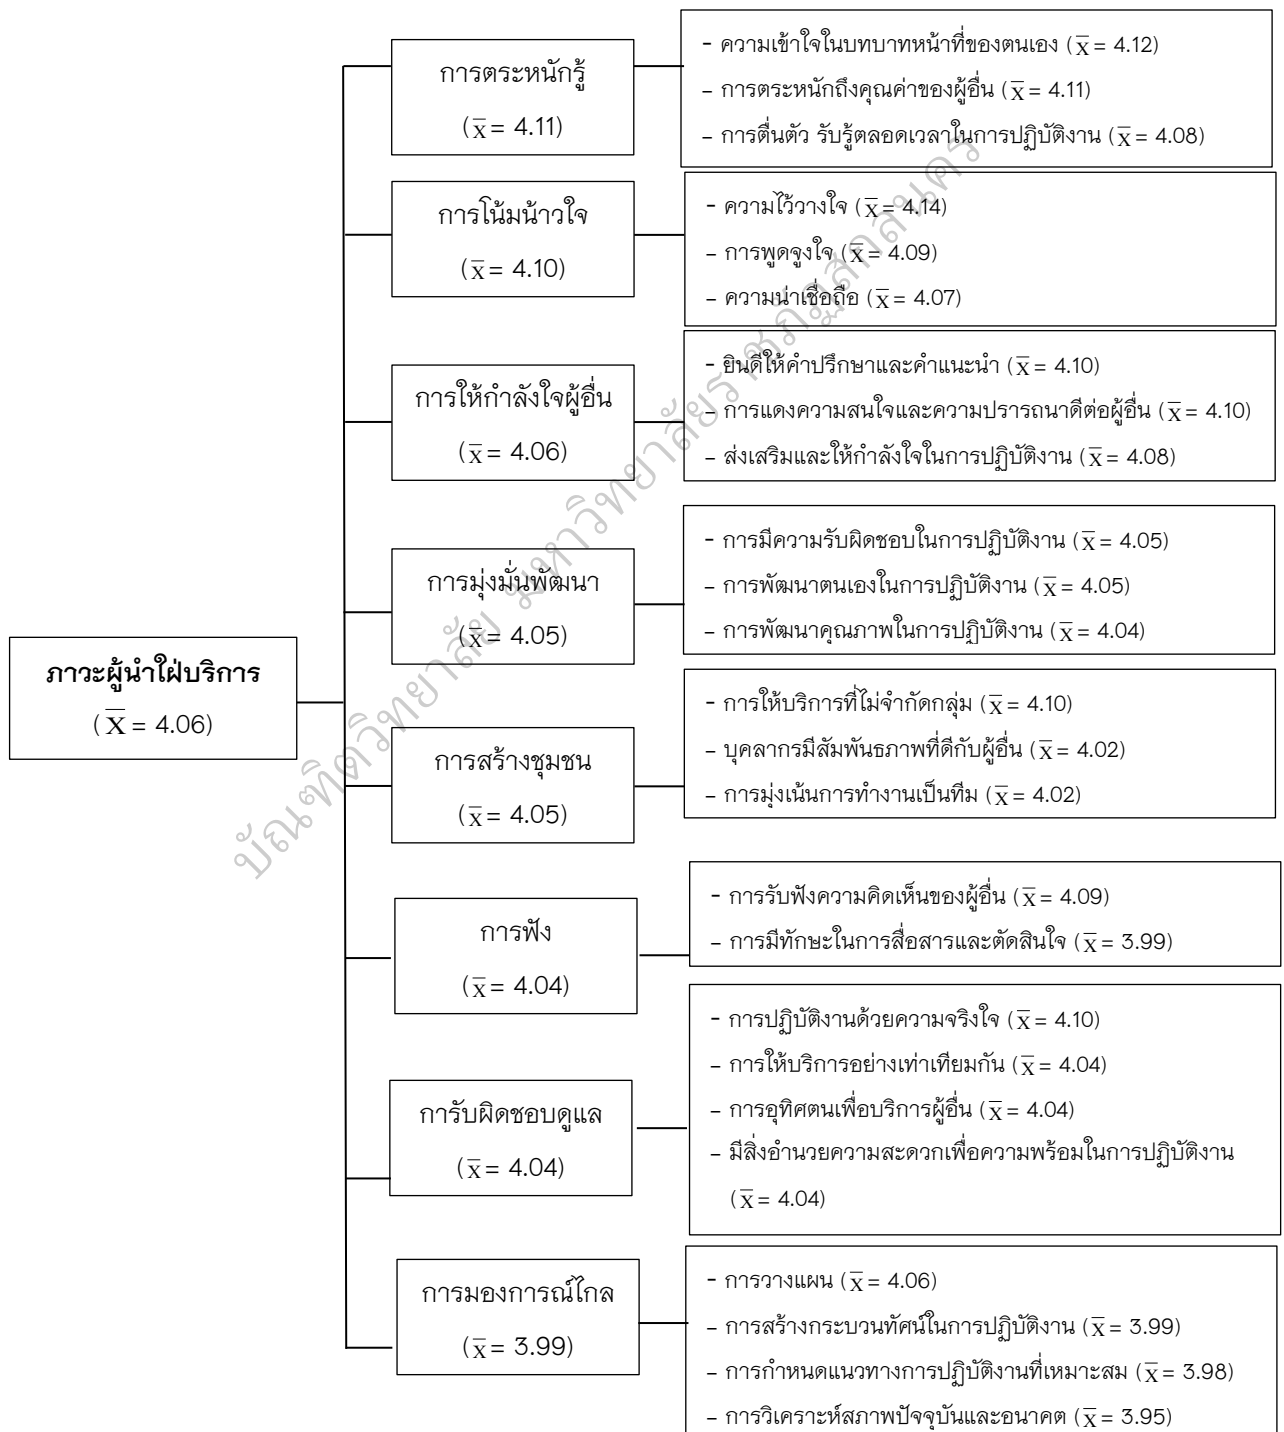 ภาวะผู้นำใฝ่บริการ
(X̄ = 4.06)
การตระหนักรู้
(x̄ = 4.11)
- ความเข้าใจในบทบาทหน้าที่ของตนเอง (x̄ = 4.12)
- การตระหนักถึงคุณค่าของผู้อื่น (x̄ = 4.11)
- การตื่นตัว รับรู้ตลอดเวลาในการปฏิบัติงาน (x̄ = 4.08)
การโน้มน้าวใจ
(x̄ = 4.10)
- ความไว้วางใจ (x̄ = 4.14)
- การพูดจูงใจ (x̄ = 4.09)
- ความน่าเชื่อถือ (x̄ = 4.07)
การให้กำลังใจผู้อื่น
(x̄ = 4.06)
- ยินดีให้คำปรึกษาและคำแนะนำ (x̄ = 4.10)
- การแดงความสนใจและความปรารถนาดีต่อผู้อื่น (x̄ = 4.10)
- ส่งเสริมและให้กำลังใจในการปฏิบัติงาน (x̄ = 4.08)
การมุ่งมั่นพัฒนา
(x̄ = 4.05)
- การมีความรับผิดชอบในการปฏิบัติงาน (x̄ = 4.05)
- การพัฒนาตนเองในการปฏิบัติงาน (x̄ = 4.05)
- การพัฒนาคุณภาพในการปฏิบัติงาน (x̄ = 4.04)
การสร้างชุมชน
(x̄ = 4.05)
- การให้บริการที่ไม่จำกัดกลุ่ม (x̄ = 4.10)
- บุคลากรมีสัมพันธภาพที่ดีกับผู้อื่น (x̄ = 4.02)
- การมุ่งเน้นการทำงานเป็นทีม (x̄ = 4.02)
การฟัง
(x̄ = 4.04)
- การรับฟังความคิดเห็นของผู้อื่น (x̄ = 4.09)
- การมีทักษะในการสื่อสารและตัดสินใจ (x̄ = 3.99)
การับผิดชอบดูแล
(x̄ = 4.04)
- การปฏิบัติงานด้วยความจริงใจ (x̄ = 4.10)
- การให้บริการอย่างเท่าเทียมกัน (x̄ = 4.04)
- การอุทิศตนเพื่อบริการผู้อื่น (x̄ = 4.04)
- มีสิ่งอำนวยความสะดวกเพื่อความพร้อมในการปฏิบัติงาน
(x̄ = 4.04)
การมองการณ์ไกล
(x̄ = 3.99)
- การวางแผน (x̄ = 4.06)
- การสร้างกระบวนทัศน์ในการปฏิบัติงาน (x̄ = 3.99)
- การกำหนดแนวทางการปฏิบัติงานที่เหมาะสม (x̄ = 3.98)
- การวิเคราะห์สภาพปัจจุบันและอนาคต (x̄ = 3.95)
บัณฑิตวิทยาลัย มหาวิทยาลัยราชภัฏสกลนคร